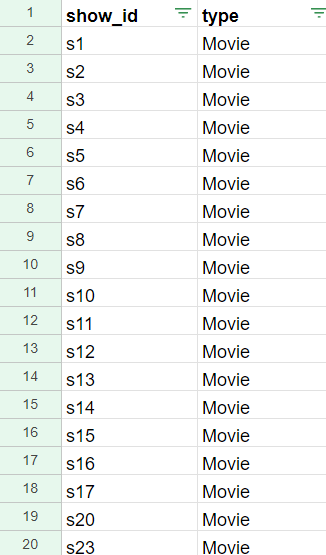 1 show_id type
2 s1 Movie
3 s2 Movie
4 s3 Movie
5 s4 Movie
6 s5 Movie
7 s6 Movie
8 s7 Movie
9 s8 Movie
10 s9 Movie
11 s10 Movie
12 s11 Movie
13 s12 Movie
14 s13 Movie
15 s14 Movie
16 s15 Movie
17 s16 Movie
18 s17 Movie
19 s20 Movie
20 s23 Movie